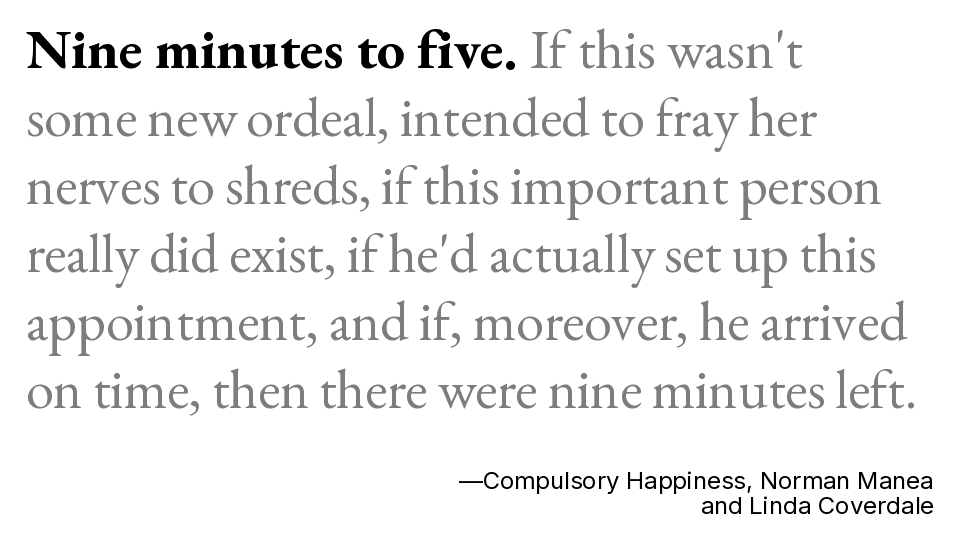 Nine minutes to five. If this wasn't
some new ordeal, intended to fray her
nerves to shreds, if this important person
really did exist, if he'd actually set up this
appointment, and if, moreover, he arrived
on time, then there were nine minutes left.
—Compulsory Happiness, Norman Manea
and Linda Coverdale